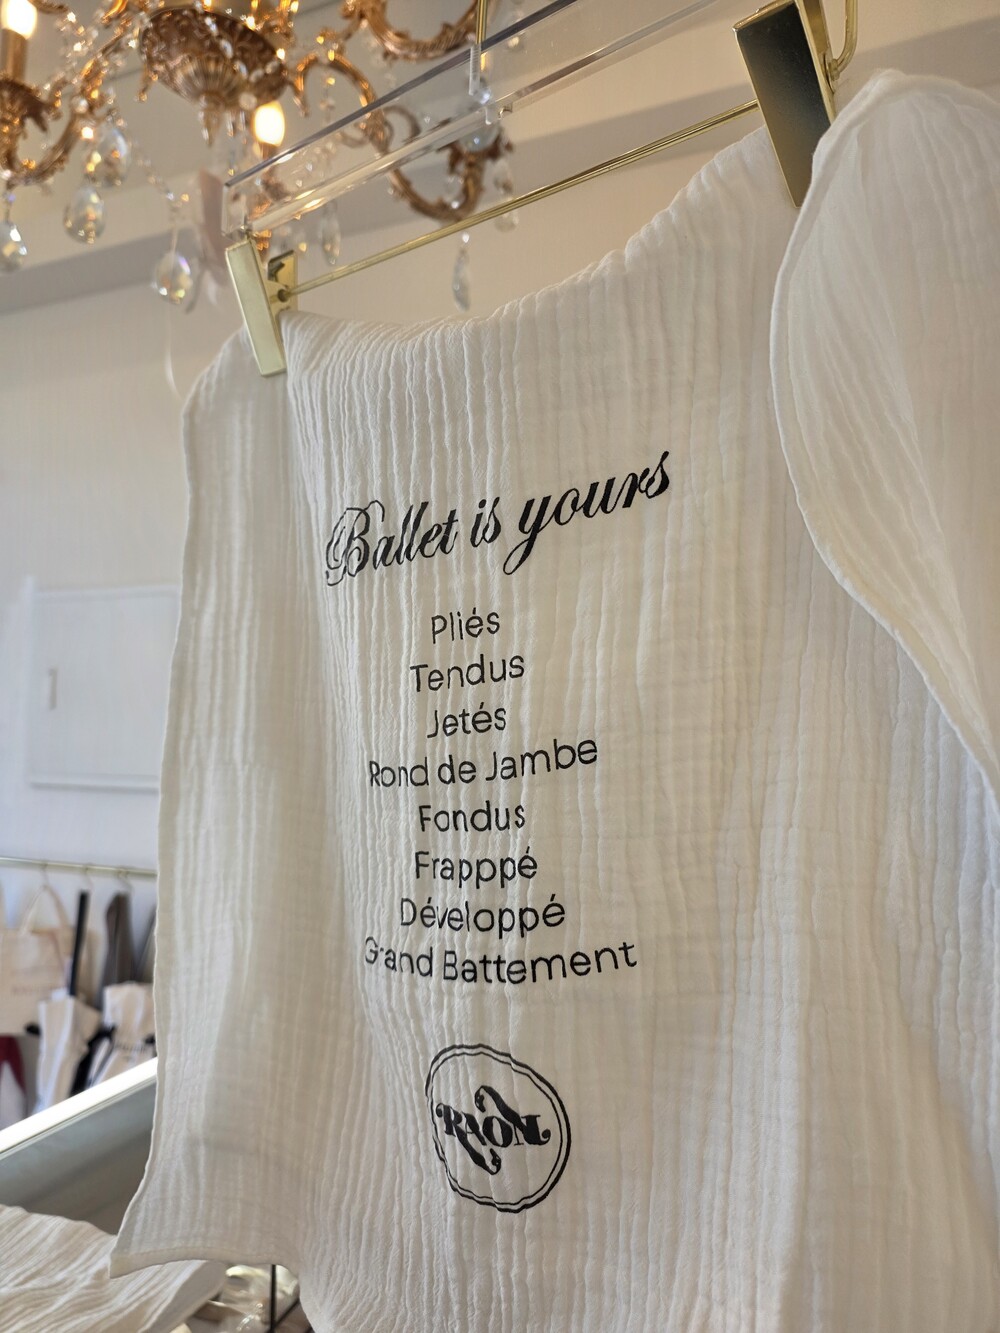 Ballet is yours
Pliés
Tendus
Jetés
Rond de Jambe
Fondus
Frapppé
Développé
Grand Battement
RAON